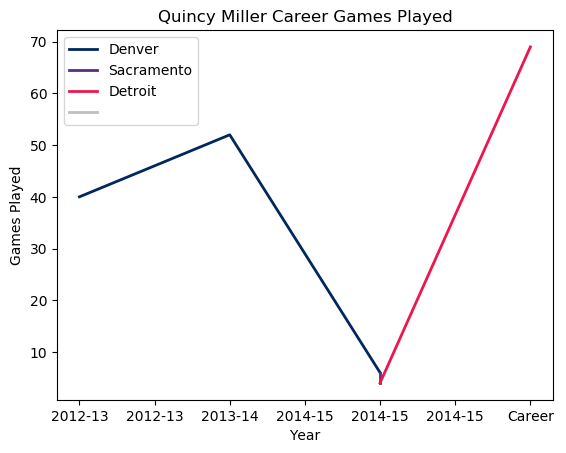 Quincy Miller Career Games Played
Denver
Sacramento
Detroit
70
60
50
40
30
20
10
Games Played
2012-13 2012-13 2013-14 2014-15 2014-15 2014-15 Career
Year